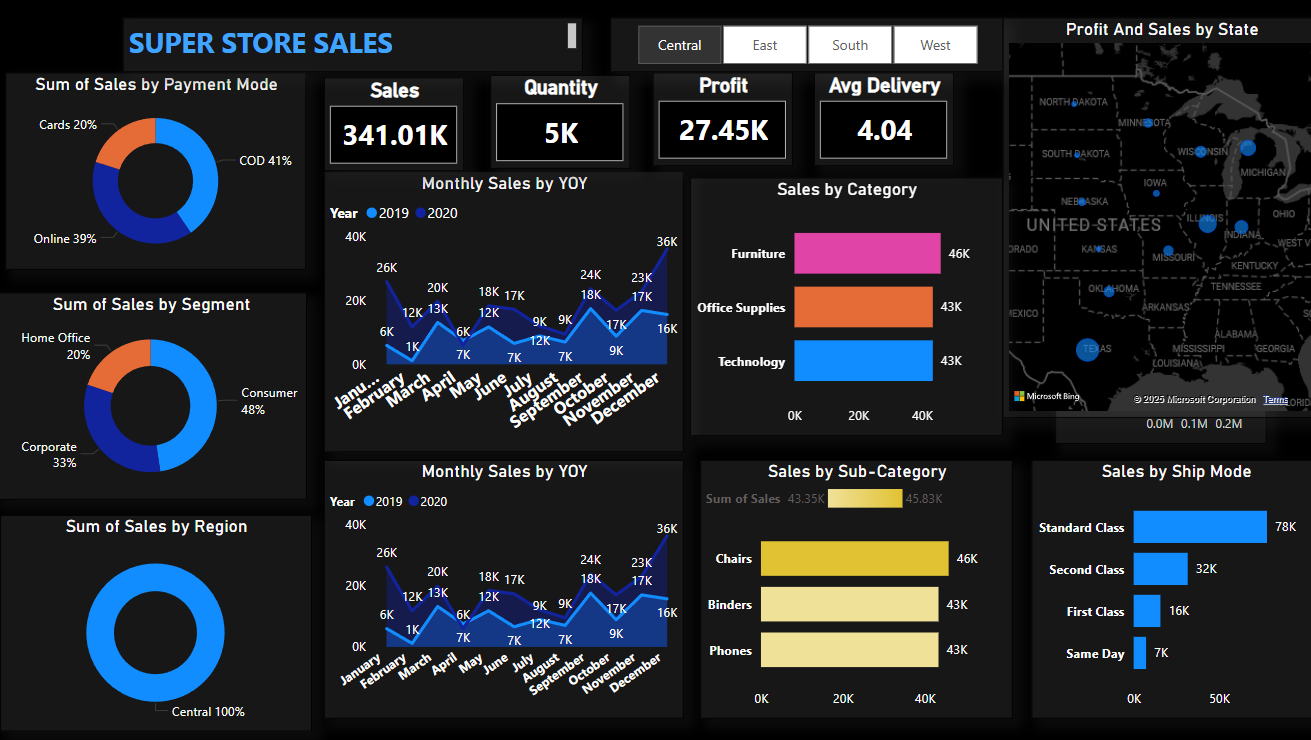 SUPER STORE SALES
Central
East
South
West
Profit And Sales by State
Sum of Sales by Payment Mode
Cards 20%
COD 41%
Online 39%
Sales
341.01K
Quantity
5K
Profit
27.45K
Avg Delivery
4.04
NORTH DAKOTA
MINNESOTA
SOUTH DAKOTA
WISCONSIN
MICHIGAN
IOWA
NEBRASKA
ILLINOIS
OHIO
UNITED STATES
INDIANA
WEST V
ORADO
KANSAS
MISSOURI
KENTUCKY
TENNESSEE
OKLAHOMA
ARKANSAS
MEXICO
ALABAMA
TEXAS
MISSISSIPPI
GEORGIA
LOUISIANA
FLORID
Microsoft Bing
© 2025 Microsoft Corporation
Terms
0.0M 0.1M 0.2M
Monthly Sales by YOY
Year 2019 2020
40K
20K
0K
26K
12K
20K
6K
18K
17K
9K
9K
24K
17K
23K
36K
6K
1K
13K
7K
12K
7K
12K
7K
18K
9K
17K
16K
Janu...
February
March
April
May
June
July
August
September
October
November
December
Sales by Category
Furniture
46K
Office Supplies
43K
Technology
43K
0K
20K
40K
Sum of Sales by Segment
Home Office
20%
Consumer
48%
Corporate
33%
Sum of Sales by Region
Central 100%
Monthly Sales by YOY
Year 2019 2020
40K
20K
0K
26K
12K
20K
6K
18K
17K
9K
9K
24K
17K
23K
36K
6K
1K
13K
7K
12K
7K
12K
7K
18K
9K
17K
16K
January
February
March
April
May
June
July
August
September
October
November
December
Sales by Sub-Category
Sum of Sales 43.35K 45.83K
Chairs
46K
Binders
43K
Phones
43K
0K
20K
40K
Sales by Ship Mode
Standard Class
78K
Second Class
32K
First Class
16K
Same Day
7K
0K
50K